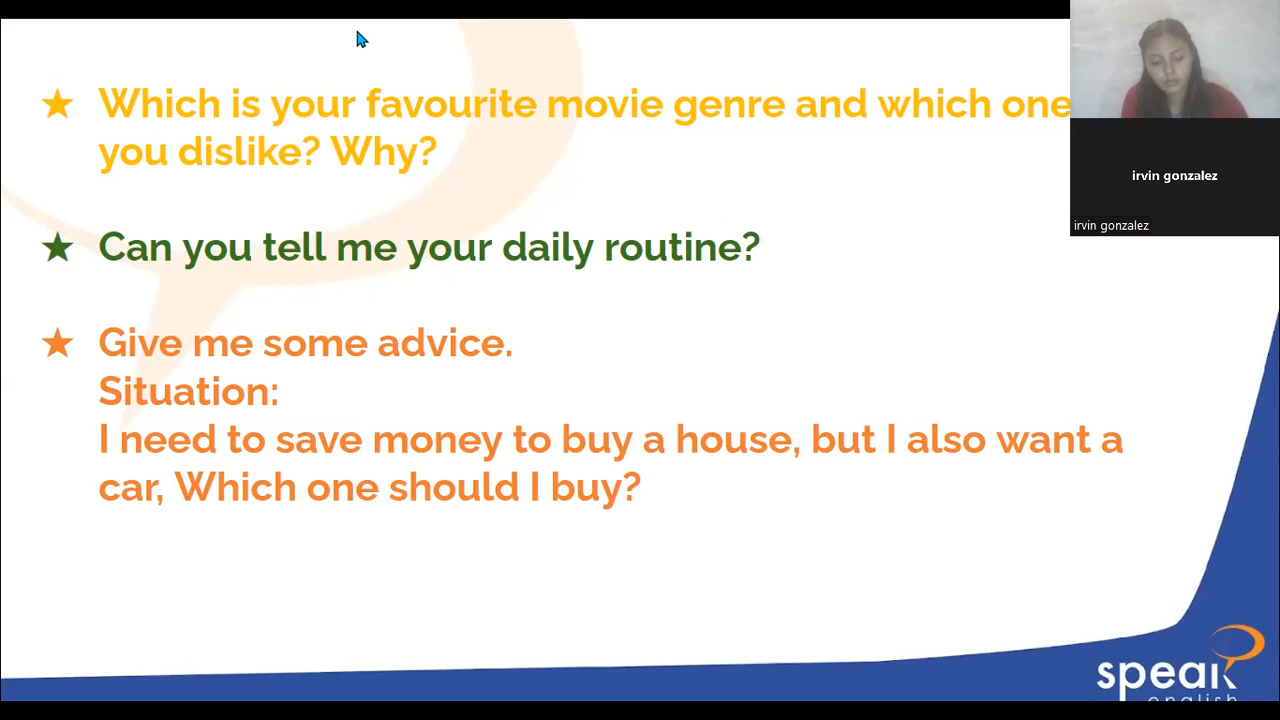 Which is your favourite movie genre and which one
you dislike? Why?
Can you tell me your daily routine?
Give me some advice.
Situation:
I need to save money to buy a house, but I also want a
car, Which one should I buy?
irvin gonzalez
irvin gonzalez
speak
english